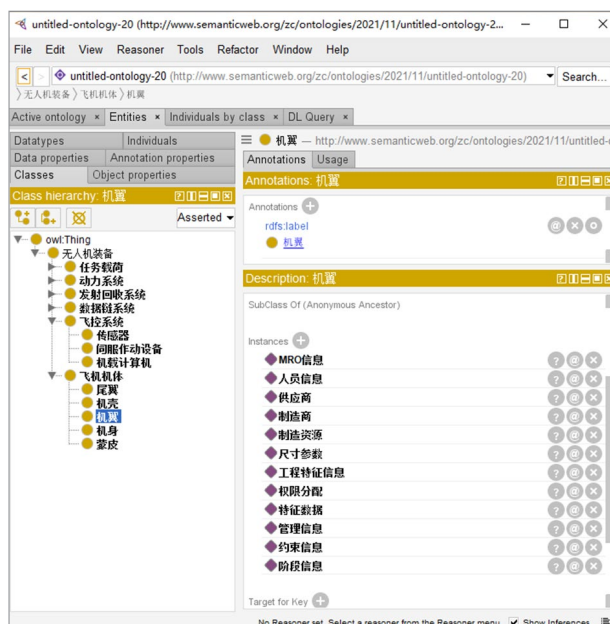 untitled-ontology-20 (http://www.semanticweb.org/zc/ontologies/2021/11/untitled-ontology-2...
File Edit View Reasoner Tools Refactor Window Help
< > untitled-ontology-20 (http://www.semanticweb.org/zc/ontologies/2021/11/untitled-ontology-20) Search...
〉无人机装备〉飞机机体〉机翼
Active ontology × Entities × Individuals by class × DL Query ×
Datatypes Individuals
Data properties Annotation properties
Classes Object properties
Class hierarchy: 机翼
Asserted
owl:Thing
无人机装备
任务载荷
动力系统
发射回收系统
数据链系统
飞控系统
传感器
伺服作动设备
机载计算机
飞机机体
尾翼
机壳
机翼
机身
蒙皮
机翼 — http://www.semanticweb.org/zc/ontologies/2021/11/untitled-o
Annotations Usage
Annotations: 机翼
Annotations
rdfs:label
机翼
Description: 机翼
SubClass Of (Anonymous Ancestor)
Instances
MRO信息
人员信息
供应商
制造商
制造资源
尺寸参数
工程特征信息
权限分配
特征数据
管理信息
约束信息
阶段信息
Target for Key
No Reasoner set. Select a reasoner from the Reasoner menu Show Inferences